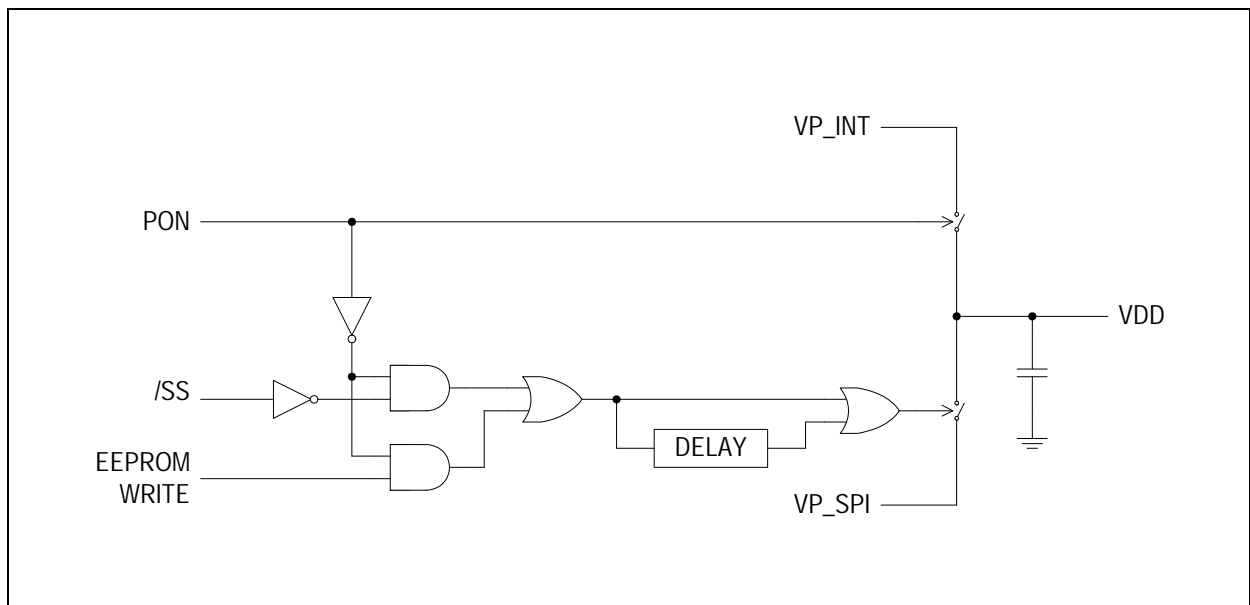 VP_INT
PON
VDD
/SS
DELAY
EEPROM
WRITE
VP_SPI